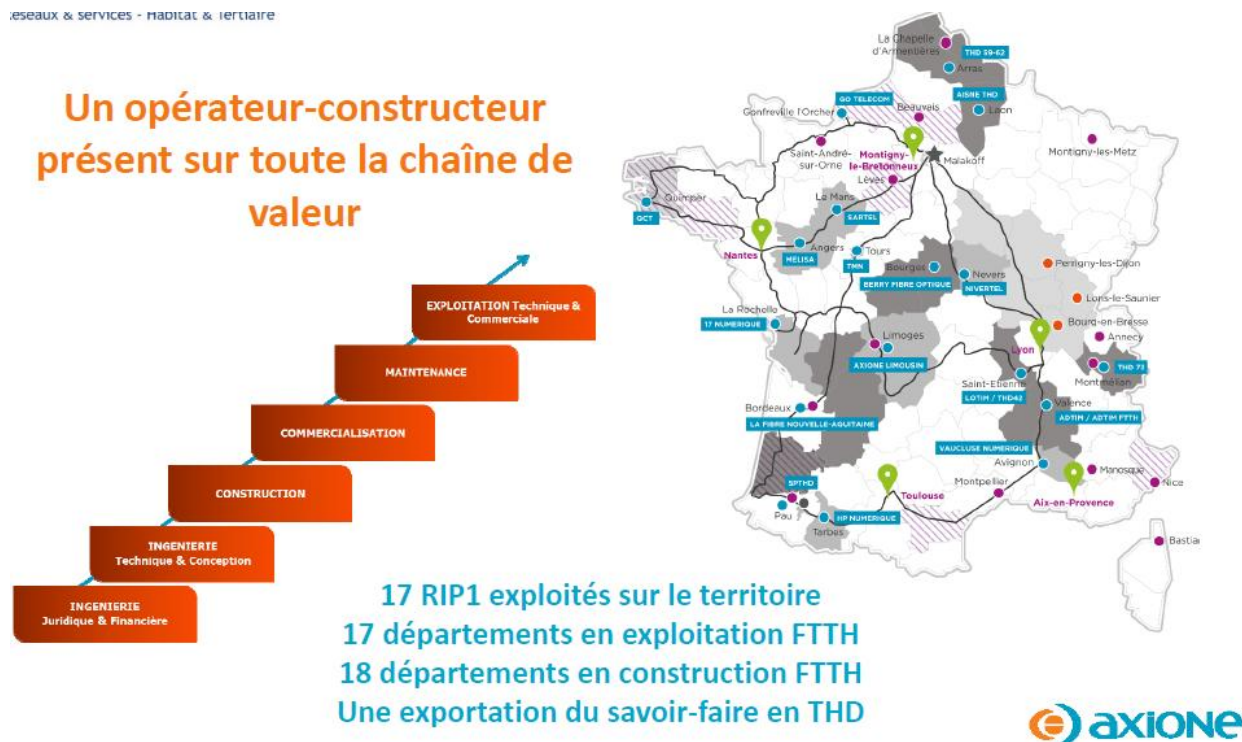 Réseaux & services - Habitat & Tertiaire
Un opérateur-constructeur
présent sur toute la chaîne de
valeur
EXPLOITATION Technique &
Commerciale
MAINTENANCE
COMMERCIALISATION
CONSTRUCTION
INGENIERIE
Technique & Conception
INGENIERIE
Juridique & Financière
La Chapelle
d'Armentières
THD 59-62
Arras
AISNE THD
Laon
GO TELECOM
Gonfreville l'Orcher
Beauvais
Saint-André-
sur-Orne
Montigny-
le-Bretonneux
Malakoff
Montigny-les-Metz
Lèves
Quimper
QCT
Le Mans
SARTEL
Angers
MELISA
Nantes
Tours
TMN
Bourges
BERRY FIBRE OPTIQUE
Nevers
NIVERTEL
Perrigny-les-Dijon
Lons-le-Saunier
Bourg-en-Bresse
Annecy
La Rochelle
17 NUMERIQUE
Limoges
AXIONE LIMOUSIN
Lyon
Saint-Etienne
LOTIM / THD42
THD 73
Montmélian
Valence
ADTIM / ADTIM FTTH
Bordeaux
LA FIBRE NOUVELLE-AQUITAINE
VAUCLUSE NUMERIQUE
Avignon
Manosque
Nice
Aix-en-Provence
Montpellier
Toulouse
SPTHD
Pau
HP NUMERIQUE
Tarbes
Bastia
17 RIP1 exploités sur le territoire
17 départements en exploitation FTTH
18 départements en construction FTTH
Une exportation du savoir-faire en THD
axione